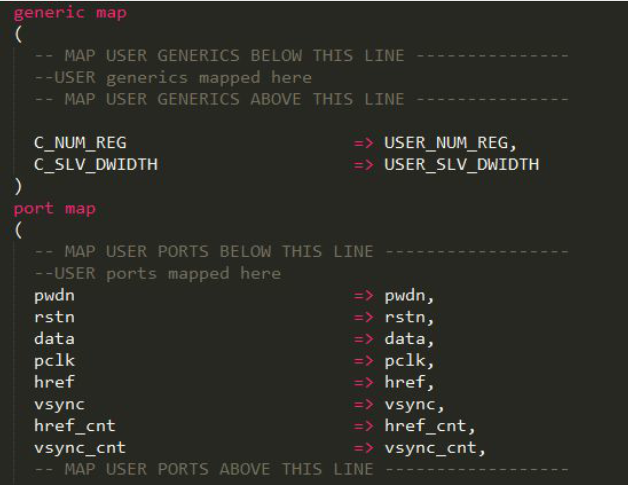 generic map
(
-- MAP USER GENERICS BELOW THIS LINE ---------------
--USER generics mapped here
-- MAP USER GENERICS ABOVE THIS LINE ---------------
C_NUM_REG => USER_NUM_REG,
C_SLV_DWIDTH => USER_SLV_DWIDTH
)
port map
(
-- MAP USER PORTS BELOW THIS LINE ------------------
--USER ports mapped here
pwdn => pwdn,
rstn => rstn,
data => data,
pclk => pclk,
href => href,
vsync => vsync,
href_cnt => href_cnt,
vsync_cnt => vsync_cnt,
-- MAP USER PORTS ABOVE THIS LINE ------------------